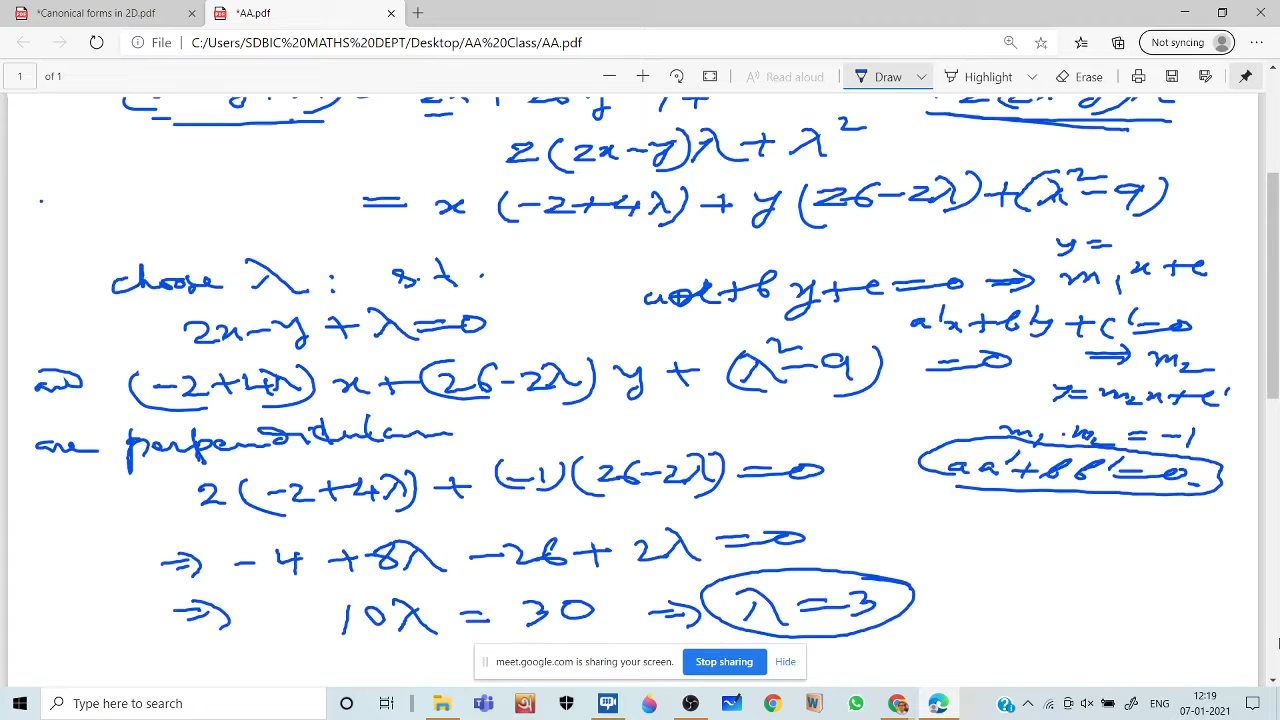 *Canonical forms in 2D.pdf
*AA.pdf
File C:/Users/SDBIC%20MATHS%20DEPT/Desktop/AA%20Class/AA.pdf
Not syncing
1 of 1
Read aloud
Draw
Highlight
Erase
2(2x-y)λ + λ²
= x (-2+4λ) + y (26-2λ) + (λ²-9)
choose λ : s.t.
2x-y + λ = 0
and (-2+4λ) x + (26-2λ) y + (λ²-9) = 0
are perpendicular
2(-2+4λ) + (-1)(26-2λ) = 0
⇒ -4 + 8λ - 26 + 2λ = 0
⇒ 10λ = 30 ⇒ λ = 3
ax+by+c=0 ⇒ y = m₁x+c
a'x+b'y+c'=0
⇒ m₂
y=m₂x+c'
m₁.m₂ = -1
aa'+bb'=0
meet.google.com is sharing your screen.
Stop sharing
Hide
Type here to search
ENG
12:19
07-01-2021